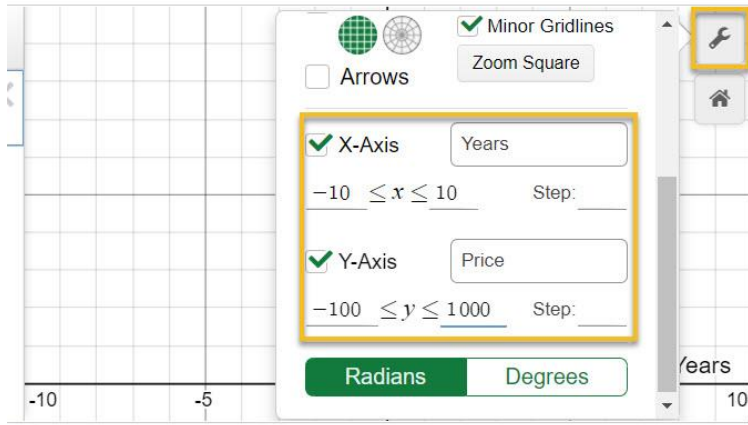 Minor Gridlines
Arrows
Zoom Square
X-Axis Years
−10 ≤ x ≤ 10 Step:
Y-Axis Price
−100 ≤ y ≤ 1000 Step:
Radians Degrees
Years
-10 -5 10